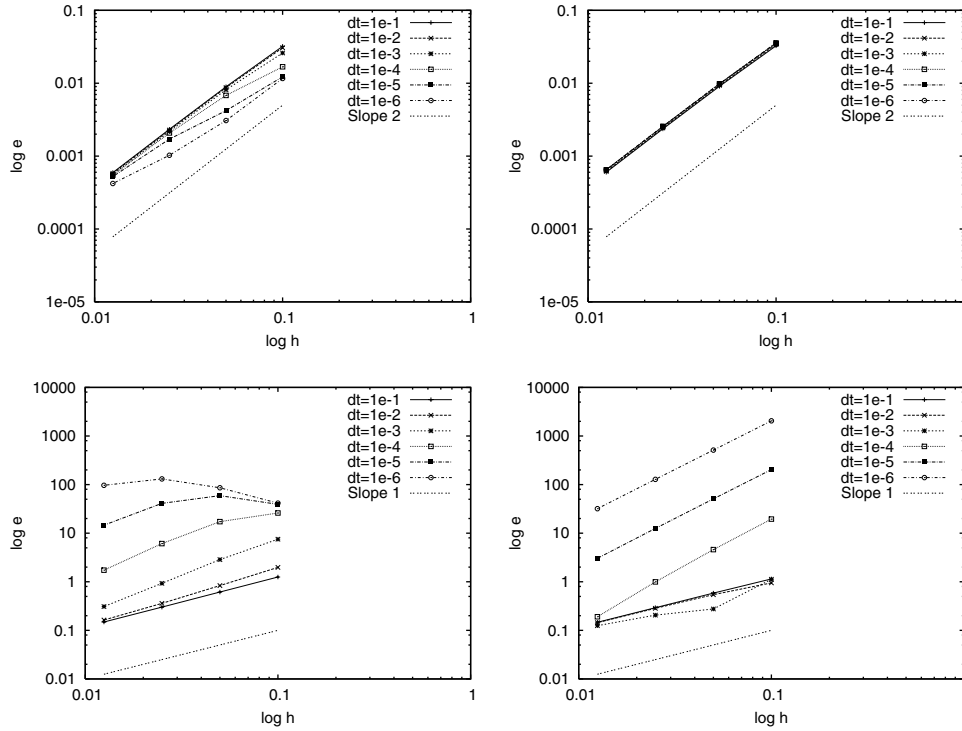 0.1
0.01
0.001
0.0001
1e-05
0.01
0.1
1
log e
log h
dt=1e-1
dt=1e-2
dt=1e-3
dt=1e-4
dt=1e-5
dt=1e-6
Slope 2
0.1
0.01
0.001
0.0001
1e-05
0.01
0.1
log e
log h
dt=1e-1
dt=1e-2
dt=1e-3
dt=1e-4
dt=1e-5
dt=1e-6
Slope 2
10000
1000
100
10
1
0.1
0.01
0.01
0.1
1
log e
log h
dt=1e-1
dt=1e-2
dt=1e-3
dt=1e-4
dt=1e-5
dt=1e-6
Slope 1
10000
1000
100
10
1
0.1
0.01
0.01
0.1
log e
log h
dt=1e-1
dt=1e-2
dt=1e-3
dt=1e-4
dt=1e-5
dt=1e-6
Slope 1